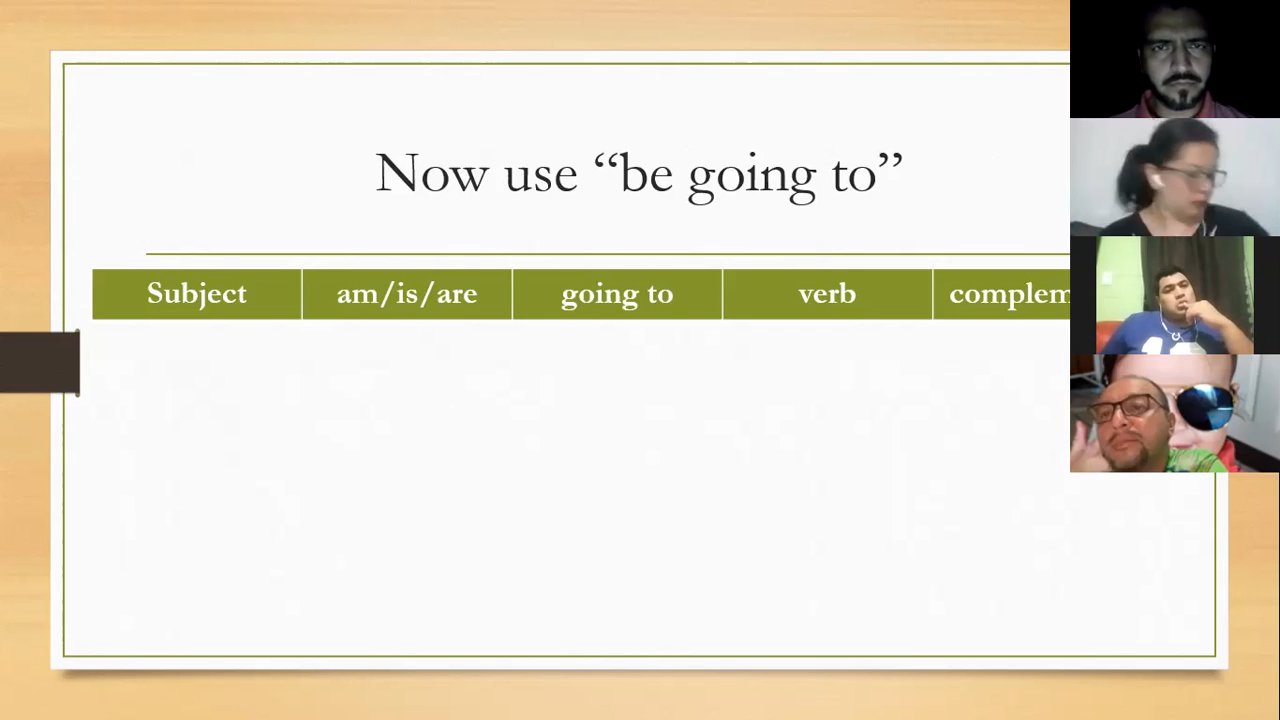 Now use “be going to”
Subject am/is/are going to verb complem